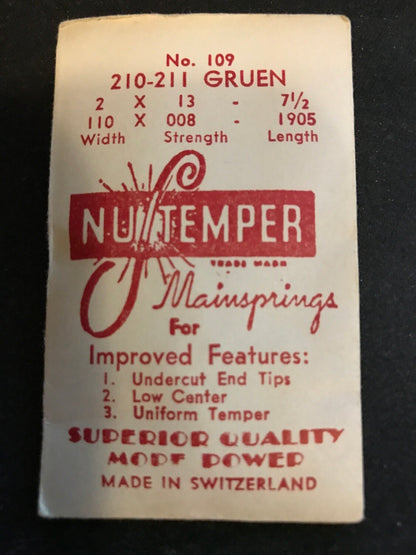 No. 109
210-211 GRUEN
2 X 13 - 7½
110 X 008 - 1905
Width Strength Length
NU TEMPER
TRADE MARK
Mainsprings
For
Improved Features:
1. Undercut End Tips
2. Low Center
3. Uniform Temper
SUPERIOR QUALITY
MORE POWER
MADE IN SWITZERLAND